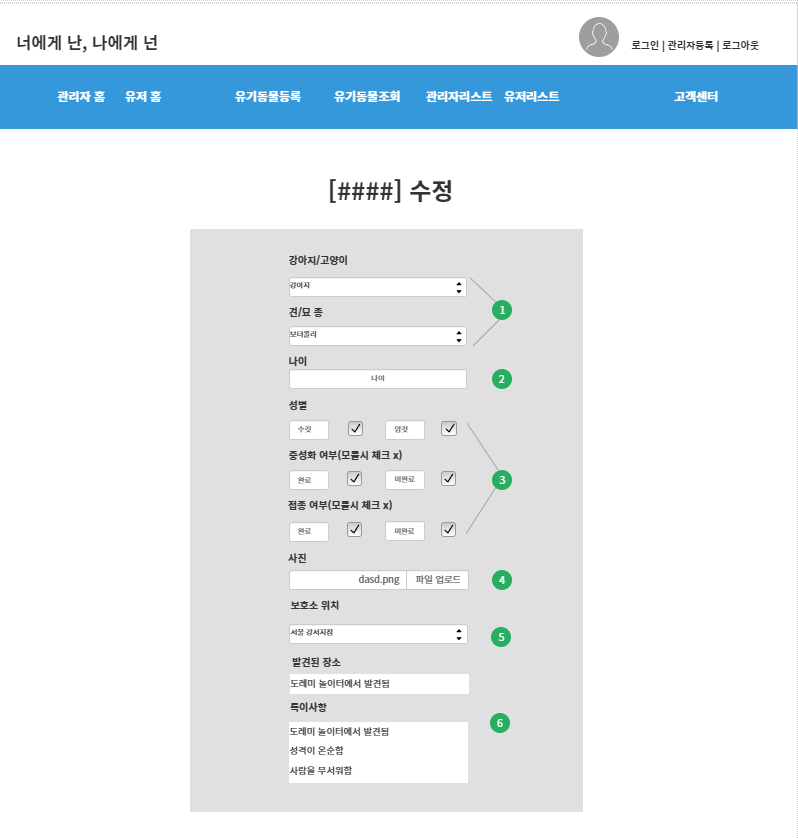 너에게 난, 나에게 넌
로그인 | 관리자등록 | 로그아웃
관리자 홈 유저 홈 유기동물등록 유기동물조회 관리자리스트 유저리스트 고객센터
[####] 수정
강아지/고양이
강아지
1
견/묘 종
보더콜리
나이
나이
2
성별
수컷 암컷
중성화 여부(모를시 체크 x)
완료 미완료
3
접종 여부(모를시 체크 x)
완료 미완료
사진
dasd.png 파일 업로드
4
보호소 위치
서울 강서지점
5
발견된 장소
도레미 놀이터에서 발견됨
특이사항
6
도레미 놀이터에서 발견됨
성격이 온순함
사람을 무서워함